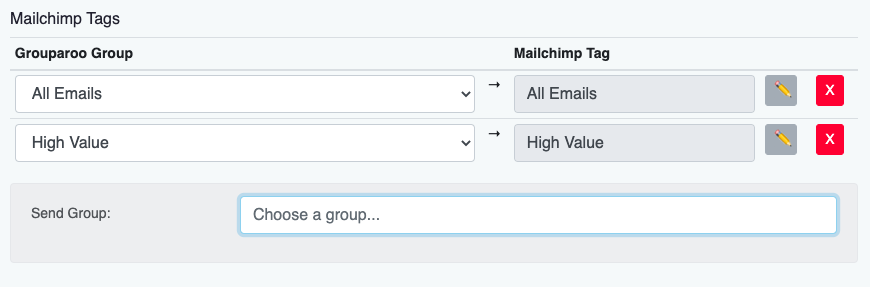 Mailchimp Tags
Grouparoo Group Mailchimp Tag
All Emails → All Emails X
High Value → High Value X
Send Group: Choose a group...